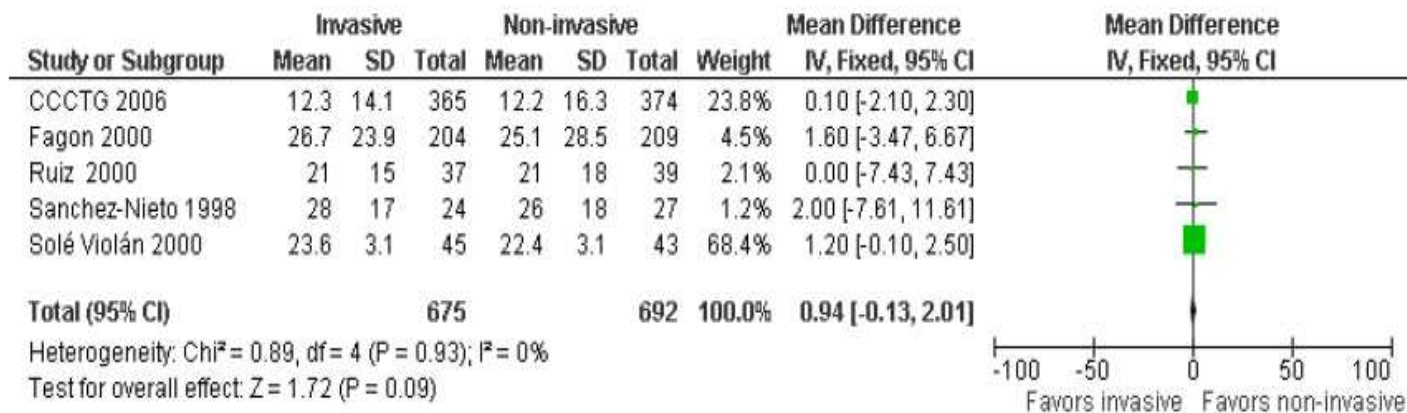 Invasive Non-invasive Mean Difference Mean Difference
Study or Subgroup Mean SD Total Mean SD Total Weight IV, Fixed, 95% CI IV, Fixed, 95% CI
CCCTG 2006 12.3 14.1 365 12.2 16.3 374 23.8% 0.10 [-2.10, 2.30]
Fagon 2000 26.7 23.9 204 25.1 28.5 209 4.5% 1.60 [-3.47, 6.67]
Ruiz 2000 21 15 37 21 18 39 2.1% 0.00 [-7.43, 7.43]
Sanchez-Nieto 1998 28 17 24 26 18 27 1.2% 2.00 [-7.61, 11.61]
Solé Violán 2000 23.6 3.1 45 22.4 3.1 43 68.4% 1.20 [-0.10, 2.50]
Total (95% CI) 675 692 100.0% 0.94 [-0.13, 2.01]
Heterogeneity: Chi² = 0.89, df = 4 (P = 0.93); I² = 0%
Test for overall effect: Z = 1.72 (P = 0.09)
-100 -50 0 50 100
Favors invasive Favors non-invasive